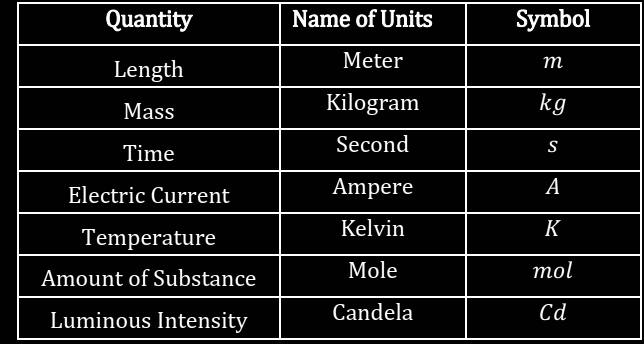 Quantity Name of Units Symbol
Length Meter m
Mass Kilogram kg
Time Second s
Electric Current Ampere A
Temperature Kelvin K
Amount of Substance Mole mol
Luminous Intensity Candela Cd